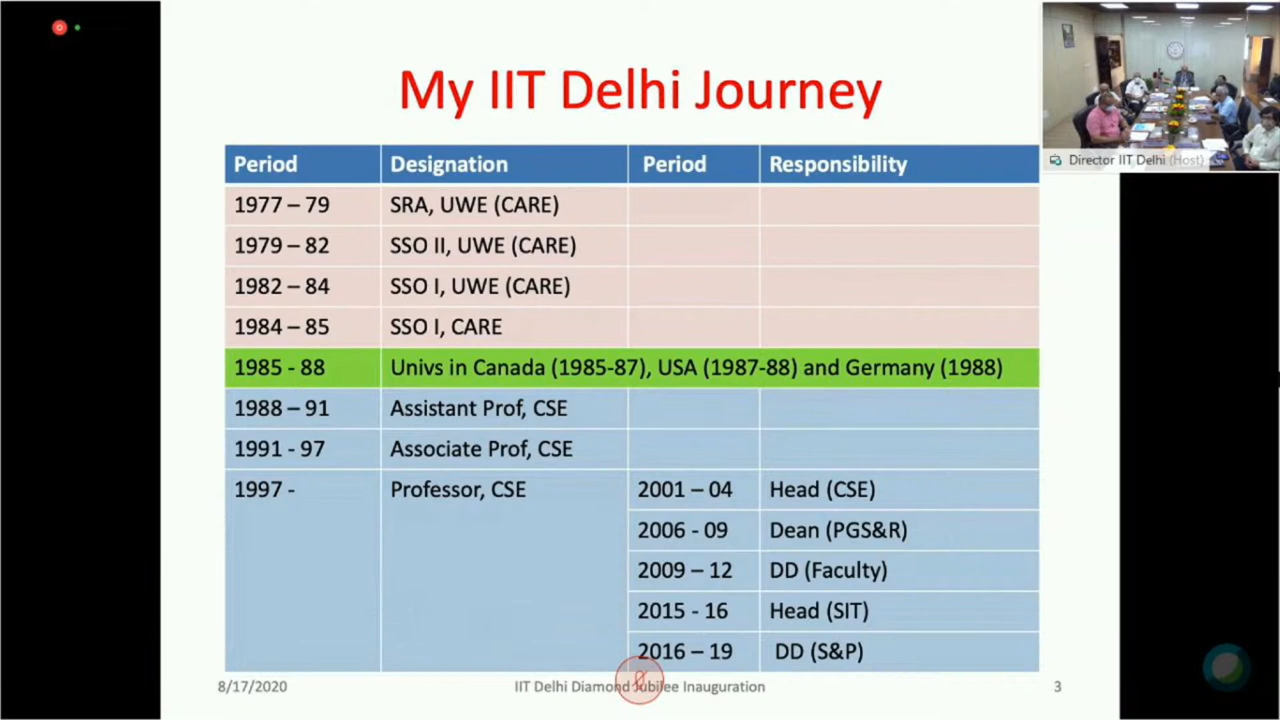 My IIT Delhi Journey
Director IIT Delhi (Host)
Period Designation Period Responsibility
1977 – 79 SRA, UWE (CARE)
1979 – 82 SSO II, UWE (CARE)
1982 – 84 SSO I, UWE (CARE)
1984 – 85 SSO I, CARE
1985 - 88 Univs in Canada (1985-87), USA (1987-88) and Germany (1988)
1988 – 91 Assistant Prof, CSE
1991 - 97 Associate Prof, CSE
1997 - Professor, CSE 2001 – 04 Head (CSE)
2006 - 09 Dean (PGS&R)
2009 – 12 DD (Faculty)
2015 - 16 Head (SIT)
2016 – 19 DD (S&P)
8/17/2020 IIT Delhi Diamond Jubilee Inauguration 3